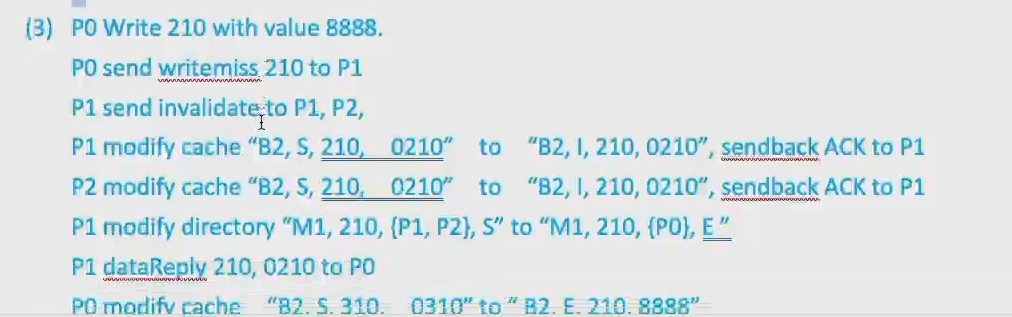 (3) P0 Write 210 with value 8888.
P0 send writemiss 210 to P1
P1 send invalidate to P1, P2,
P1 modify cache “B2, S, 210, 0210” to “B2, I, 210, 0210”, sendback ACK to P1
P2 modify cache “B2, S, 210, 0210” to “B2, I, 210, 0210”, sendback ACK to P1
P1 modify directory “M1, 210, {P1, P2}, S” to “M1, 210, {P0}, E ”
P1 dataReply 210, 0210 to P0
P0 modify cache “B2, S, 310, 0310” to “ B2, E, 210, 8888”